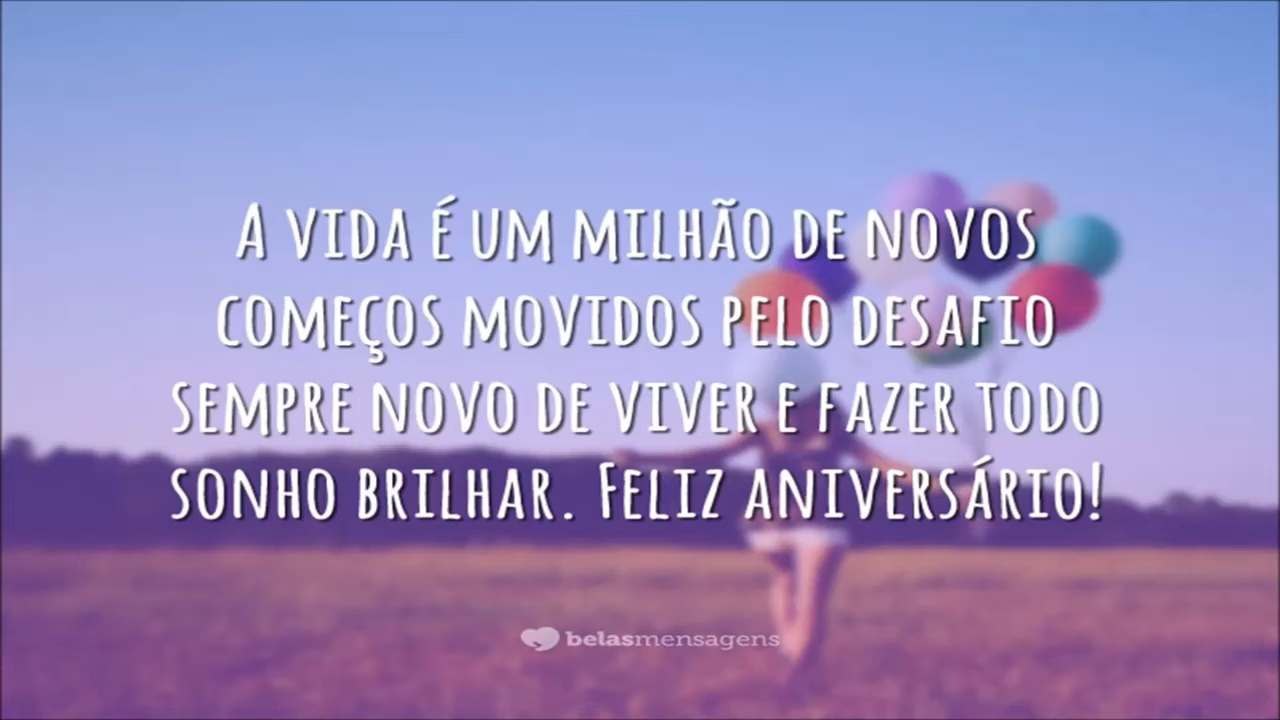 A vida é um milhão de novos
começos movidos pelo desafio
sempre novo de viver e fazer todo
sonho brilhar. Feliz aniversário!
belasmensagens